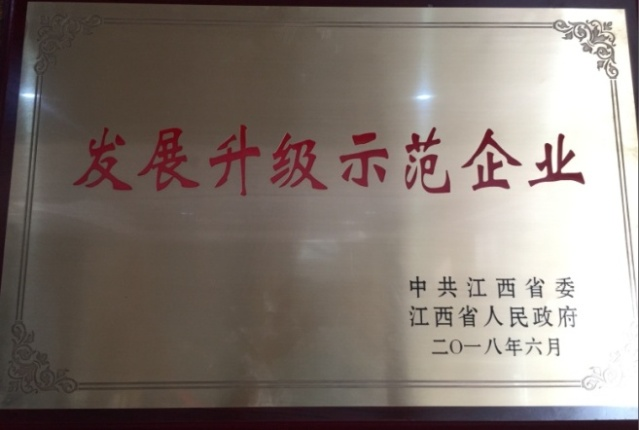 发展升级示范企业
中共江西省委
江西省人民政府
二〇一八年六月